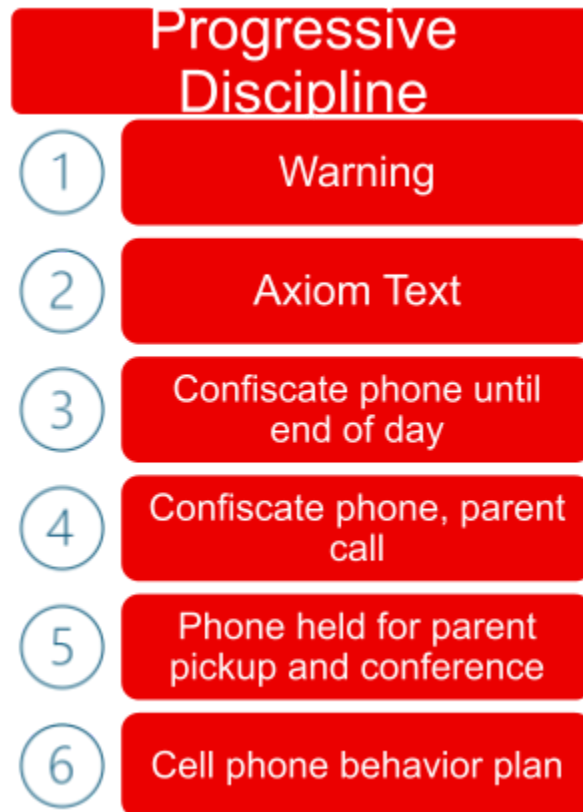 Progressive
Discipline
1
Warning
2
Axiom Text
3
Confiscate phone until
end of day
4
Confiscate phone, parent
call
5
Phone held for parent
pickup and conference
6
Cell phone behavior plan